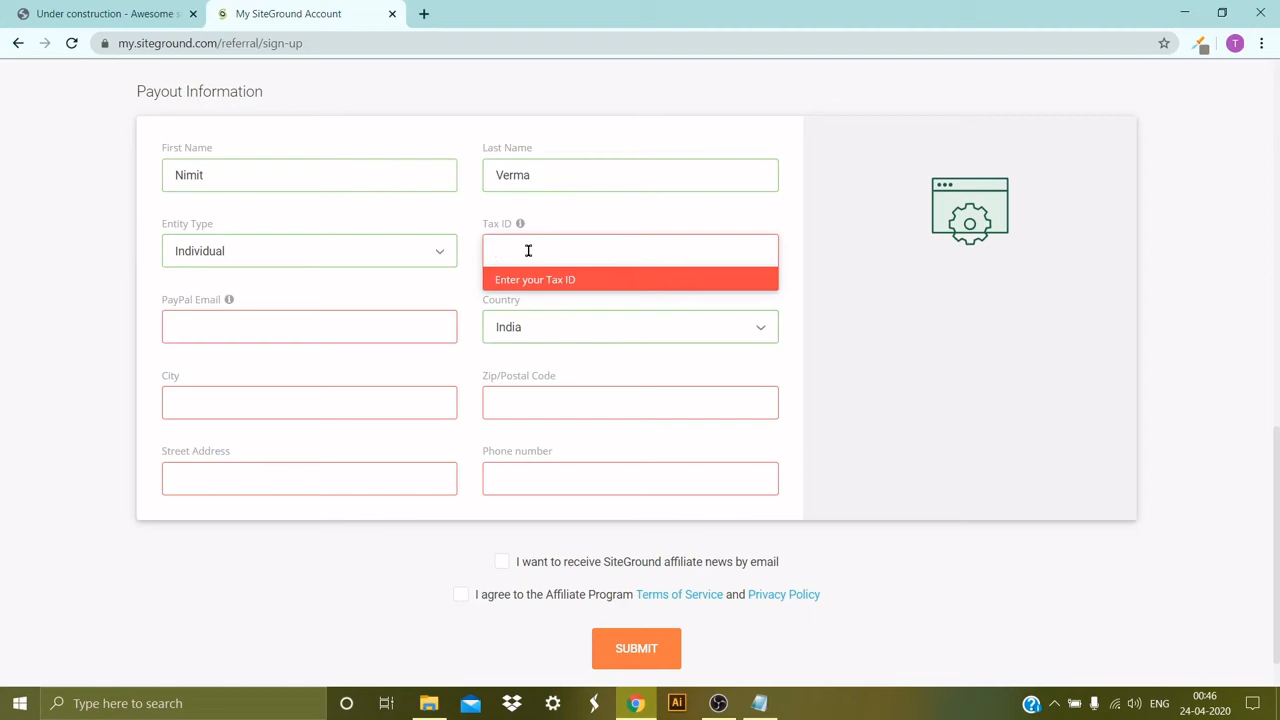 Under construction - Awesome s
My SiteGround Account
my.siteground.com/referral/sign-up
T
Payout Information
First Name
Last Name
Nimit
Verma
Entity Type
Tax ID
Individual
Enter your Tax ID
PayPal Email
Country
India
City
Zip/Postal Code
Street Address
Phone number
I want to receive SiteGround affiliate news by email
I agree to the Affiliate Program Terms of Service and Privacy Policy
SUBMIT
Type here to search
Ai
ENG
00:46
24-04-2020